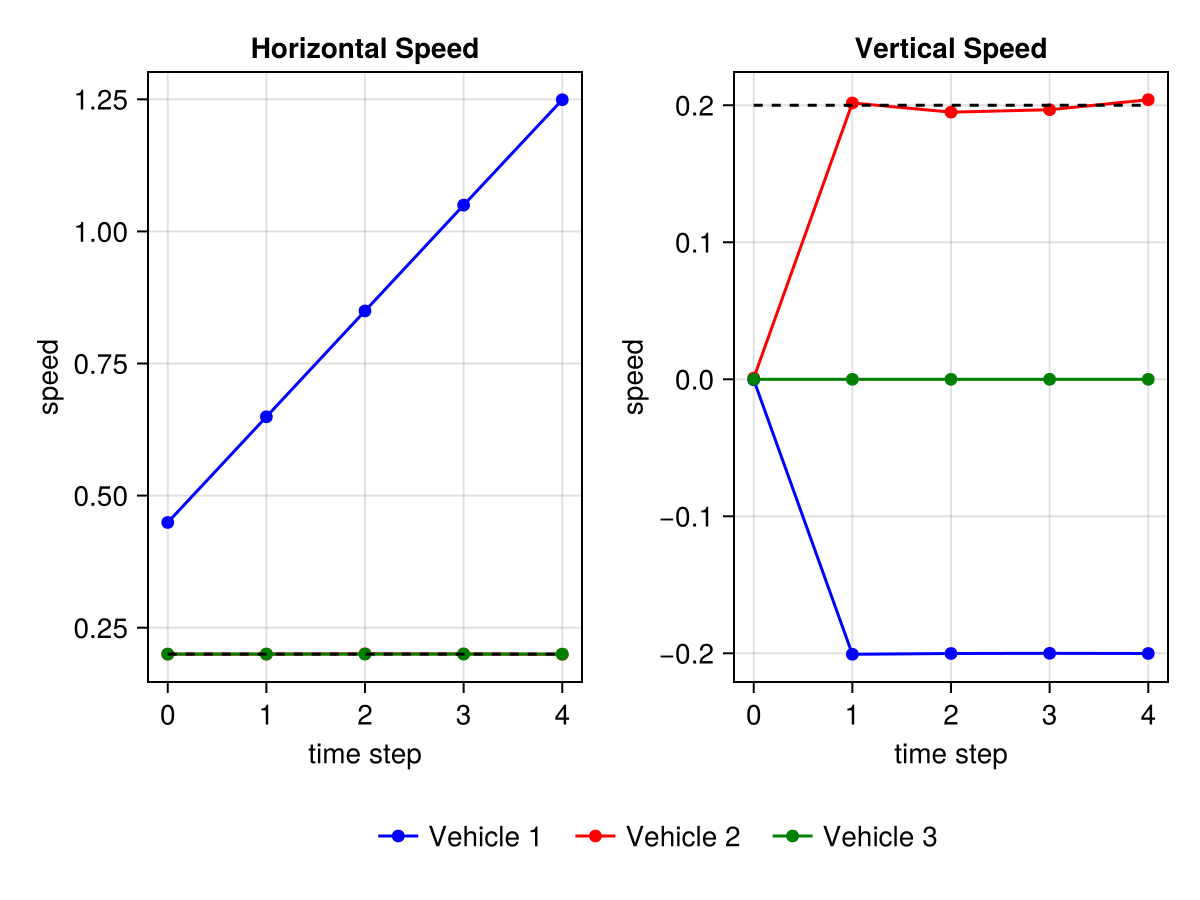 Horizontal Speed
1.25
1.00
0.75
0.50
0.25
speed
0 1 2 3 4
time step
Vertical Speed
0.2
0.1
0.0
−0.1
−0.2
speed
0 1 2 3 4
time step
Vehicle 1 Vehicle 2 Vehicle 3